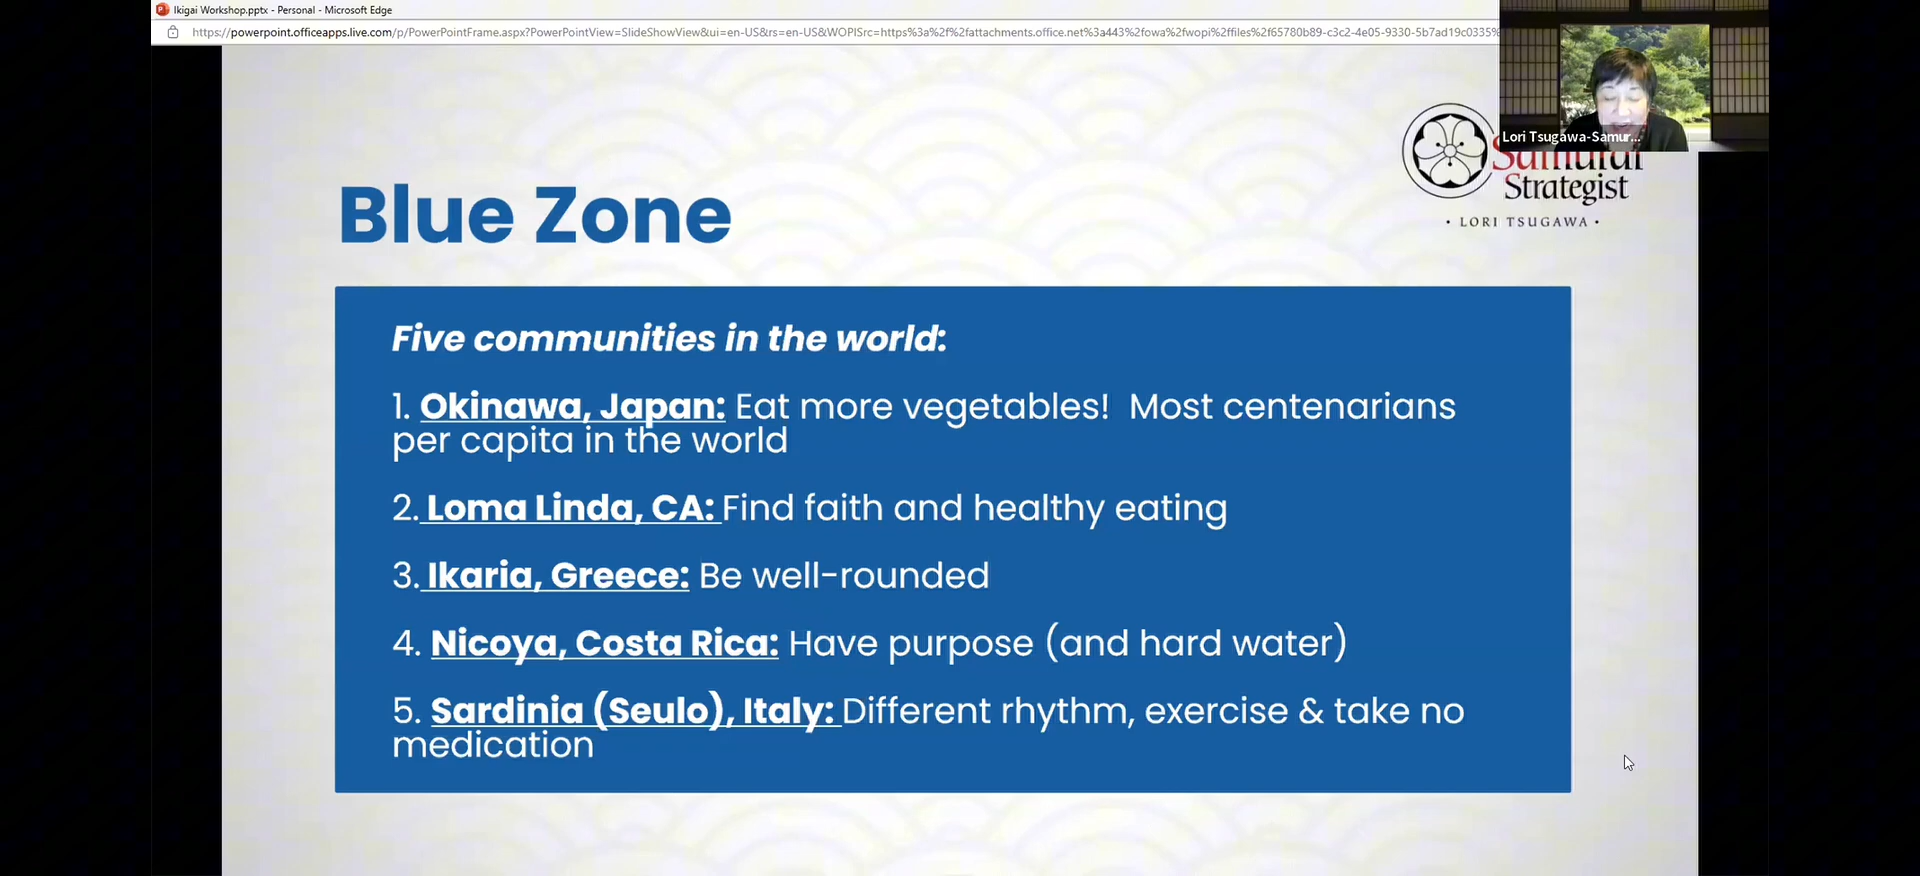 Ikigai Workshop.pptx - Personal - Microsoft Edge
https://powerpoint.officeapps.live.com/p/PowerPointFrame.aspx?PowerPointView=SlideShowView&ui=en-US&rs=en-US&WOPISrc=https%3a%2f%2fattachments.office.net%3a443%2fowa%2fwopi%2ffiles%2f65780b89-c3c2-4e05-9330-5b7ad19c0335%
Lori Tsugawa-Samur...
Samurai
Strategist
• LORI TSUGAWA •
Blue Zone
Five communities in the world:
1. Okinawa, Japan: Eat more vegetables!  Most centenarians
per capita in the world
2. Loma Linda, CA: Find faith and healthy eating
3. Ikaria, Greece: Be well-rounded
4. Nicoya, Costa Rica: Have purpose (and hard water)
5. Sardinia (Seulo), Italy: Different rhythm, exercise & take no
medication